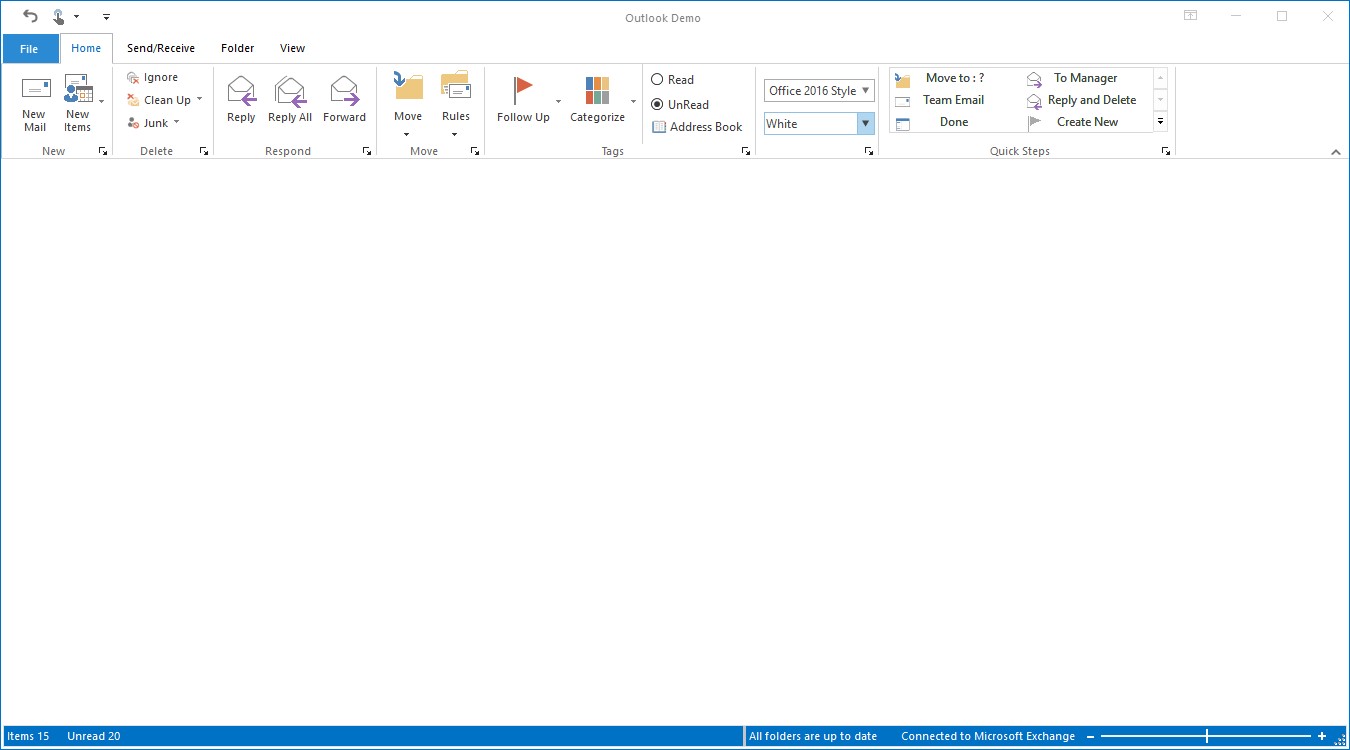 Outlook Demo
File Home Send/Receive Folder View
New Mail
New Items
Ignore
Clean Up
Junk
Reply
Reply All
Forward
Move
Rules
Follow Up
Categorize
Read
UnRead
Address Book
Office 2016 Style
White
Move to : ?
Team Email
Done
To Manager
Reply and Delete
Create New
New
Delete
Respond
Move
Tags
Quick Steps
Items 15 Unread 20 All folders are up to date Connected to Microsoft Exchange